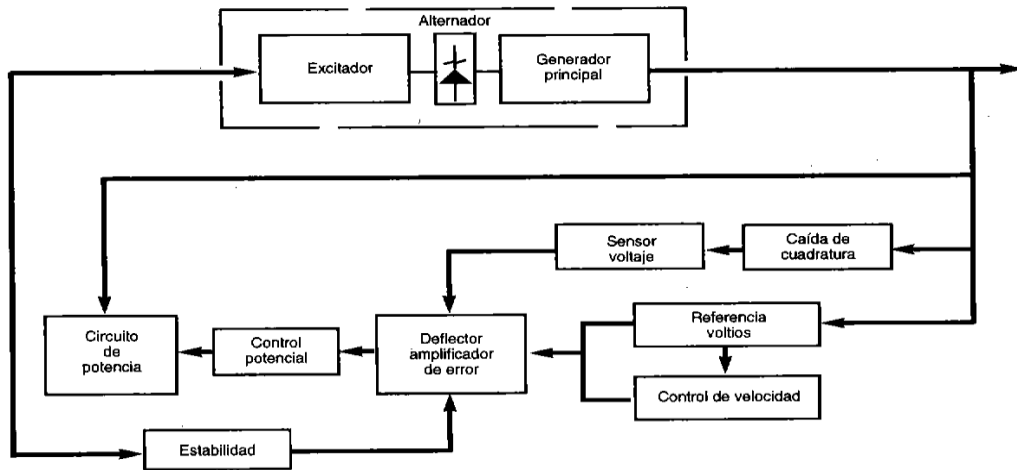 Alternador
Excitador
Generador
principal
Sensor
voltaje
Caída de
cuadratura
Circuito
de
potencia
Control
potencial
Deflector
amplificador
de error
Referencia
voltios
Control de velocidad
Estabilidad